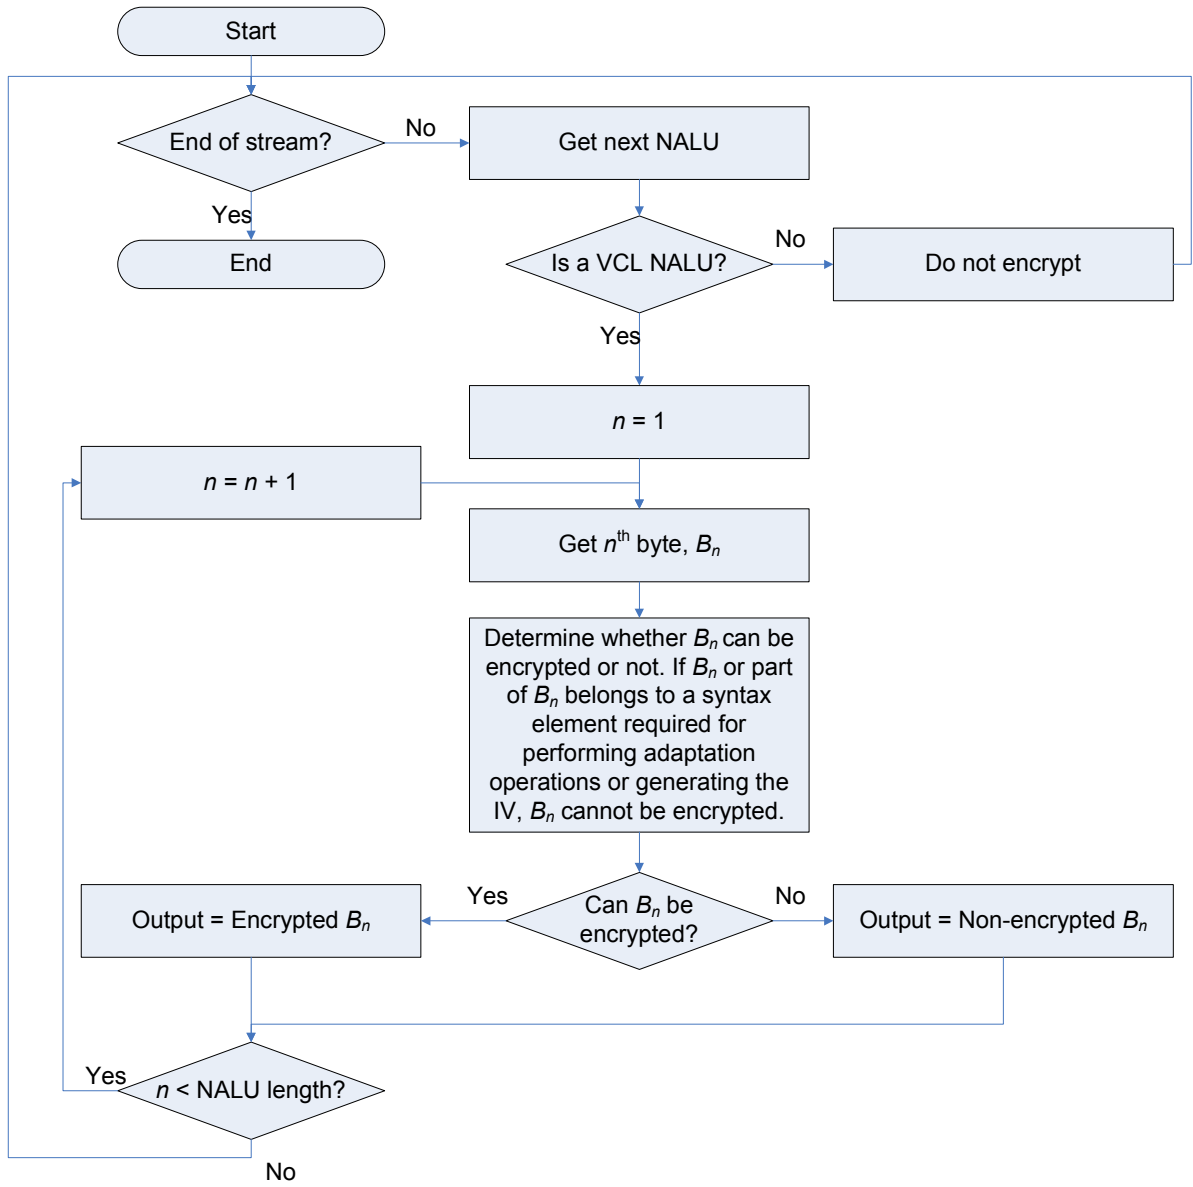 Start
End of stream?
No
Get next NALU
Yes
End
Is a VCL NALU?
No
Do not encrypt
Yes
n = 1
n = n + 1
Get nth byte, Bn
Determine whether Bn can be
encrypted or not. If Bn or part
of Bn belongs to a syntax
element required for
performing adaptation
operations or generating the
IV, Bn cannot be encrypted.
Yes
Can Bn be
encrypted?
No
Output = Encrypted Bn
Output = Non-encrypted Bn
Yes
n < NALU length?
No